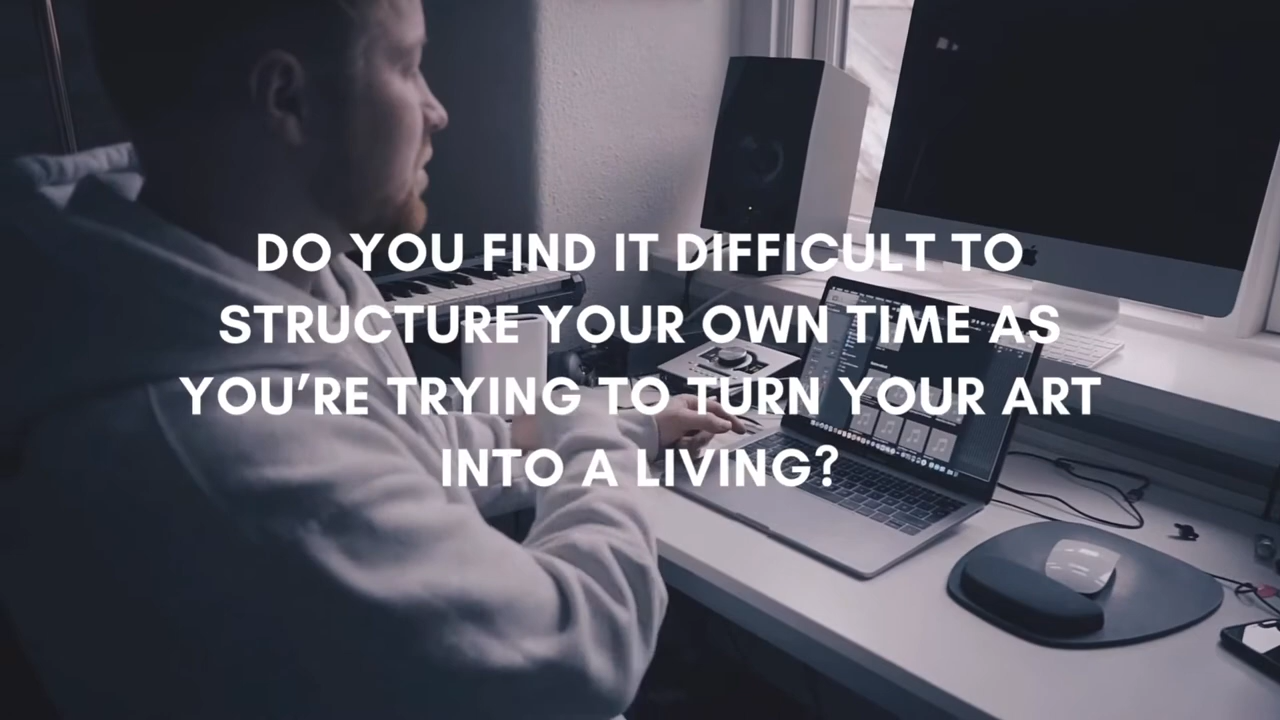 DO YOU FIND IT DIFFICULT TO
STRUCTURE YOUR OWN TIME AS
YOU’RE TRYING TO TURN YOUR ART
INTO A LIVING?